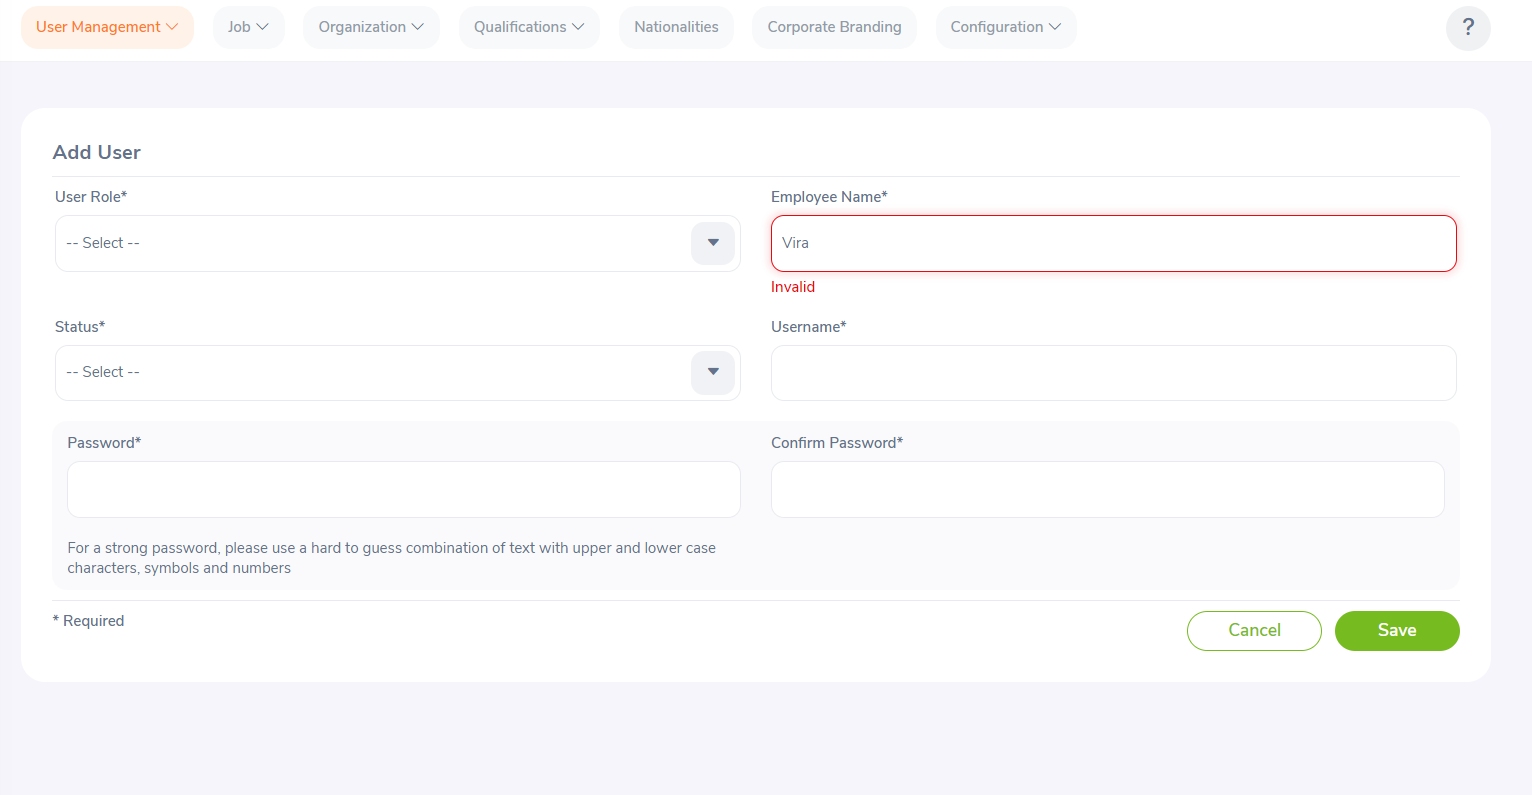 User Management
Job
Organization
Qualifications
Nationalities
Corporate Branding
Configuration
?
Add User
User Role*
Employee Name*
-- Select --
Vira
Invalid
Status*
Username*
-- Select --
Password*
Confirm Password*
For a strong password, please use a hard to guess combination of text with upper and lower case
characters, symbols and numbers
* Required
Cancel
Save